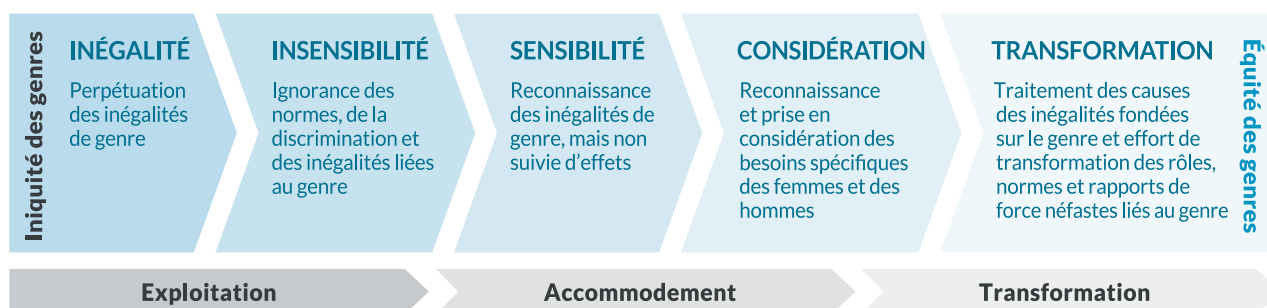 Iniquité des genres
INÉGALITÉ
Perpétuation
des inégalités
de genre
INSENSIBILITÉ
Ignorance des
normes, de la
discrimination et
des inégalités liées
au genre
SENSIBILITÉ
Reconnaissance
des inégalités de
genre, mais non
suivie d’effets
CONSIDÉRATION
Reconnaissance
et prise en
considération des
besoins spécifiques
des femmes et des
hommes
TRANSFORMATION
Traitement des causes
des inégalités fondées
sur le genre et effort de
transformation des rôles,
normes et rapports de
force néfastes liés au genre
Équité des genres
Exploitation
Accommodement
Transformation